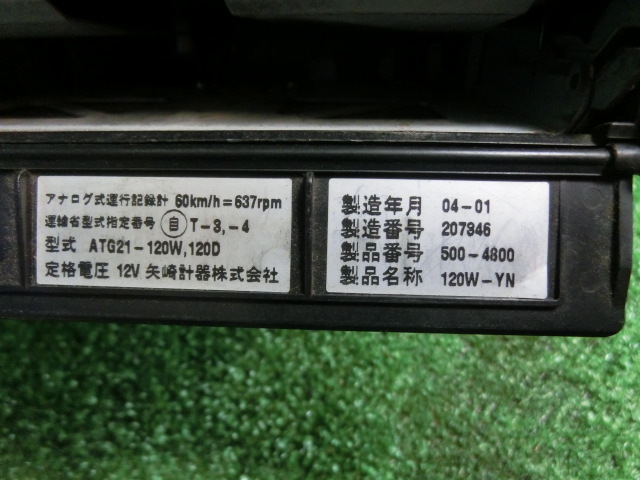 アナログ式運行記録計 60km/h=637rpm
運輸省型式指定番号 ㉂ T-3,-4
型式 ATG21-120W,120D
定格電圧 12V 矢崎計器株式会社
製造年月 04-01
製造番号 207346
製品番号 500-4800
製品名称 120W-YN